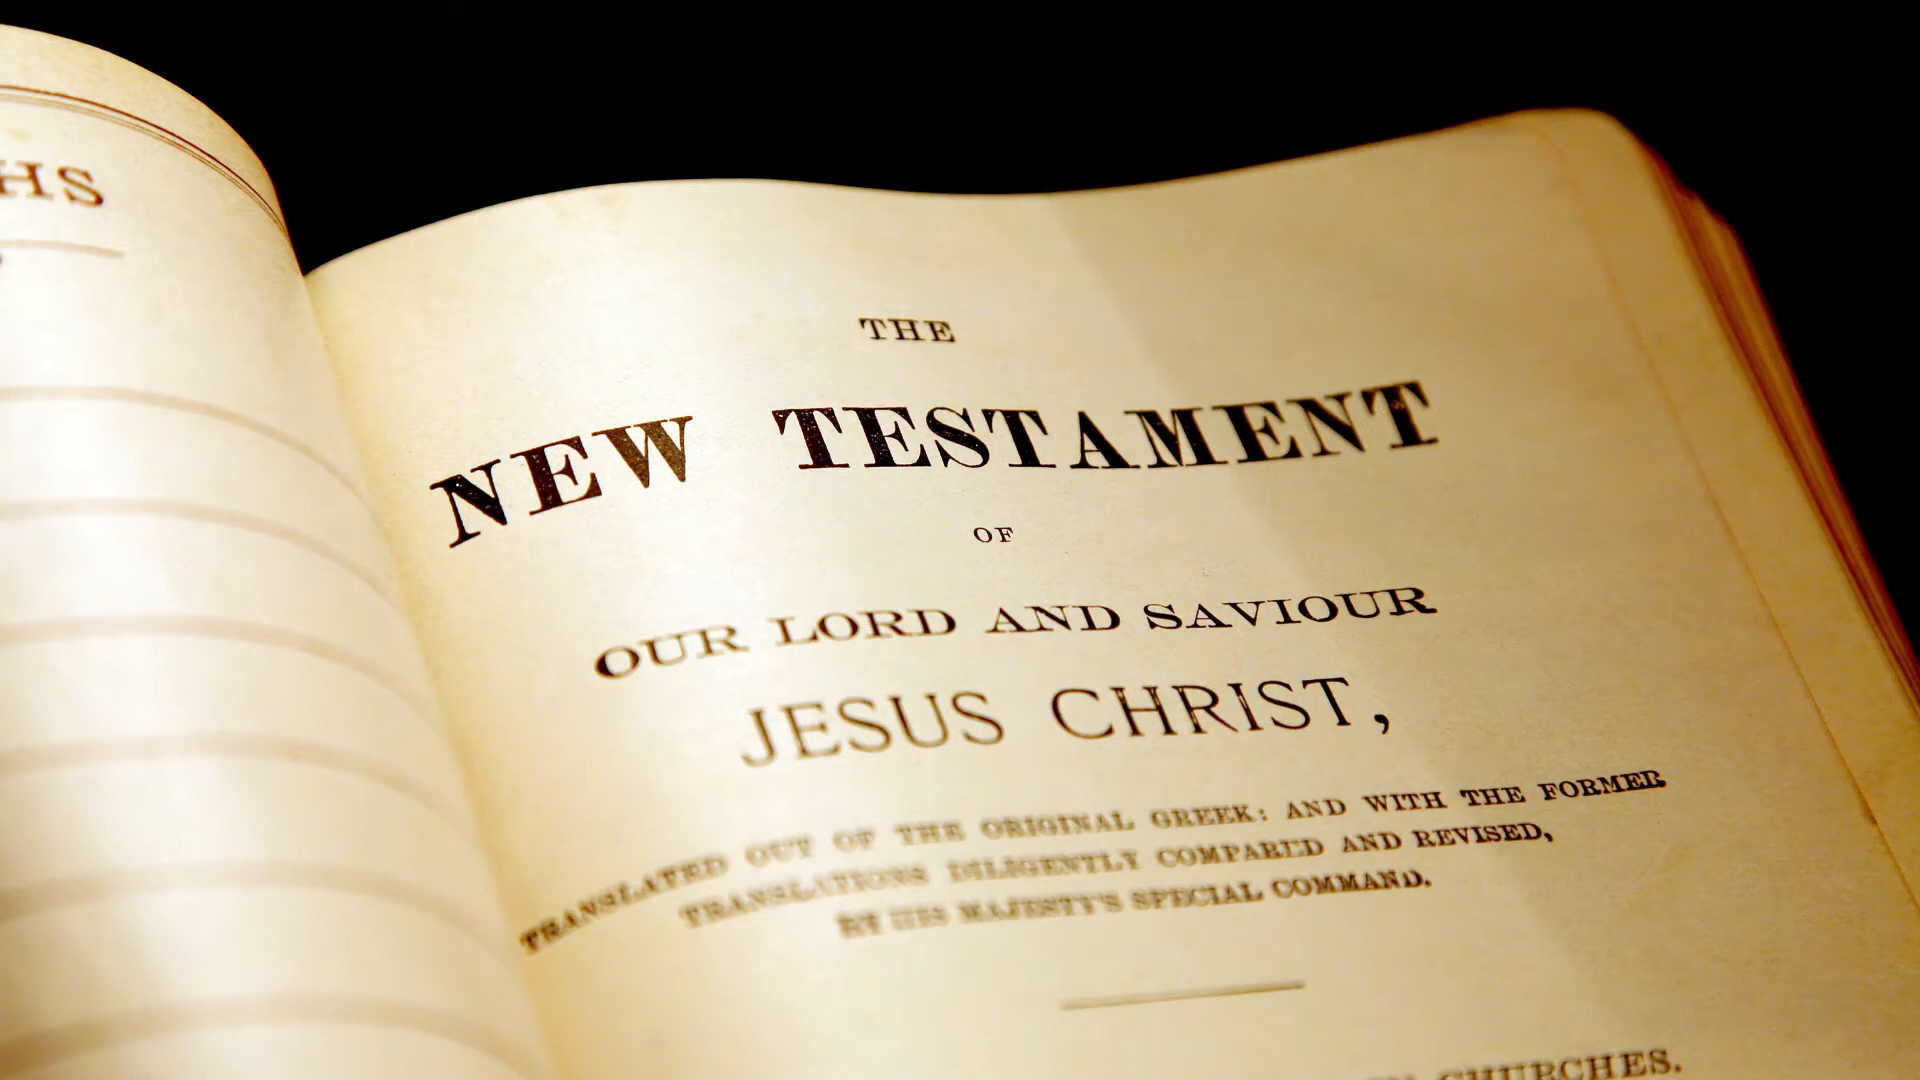 HS
THE
NEW TESTAMENT
OF
OUR LORD AND SAVIOUR
JESUS CHRIST,
TRANSLATED OUT OF THE ORIGINAL GREEK: AND WITH THE FORMER
TRANSLATIONS DILIGENTLY COMPARED AND REVISED,
BY HIS MAJESTY'S SPECIAL COMMAND.
CHURCHES.